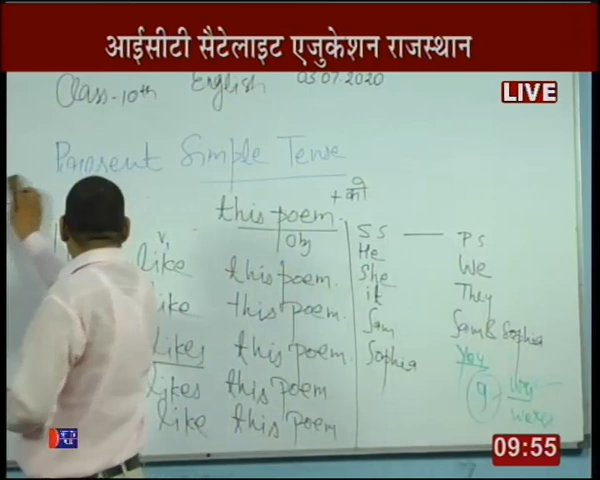 आईसीटी सैटेलाइट एजुकेशन राजस्थान
LIVE
Class-10th English 03.07.2020
Present Simple Tense
+ को
this poem.
Obj
V1
like this poem.
like this poem.
likes this poem.
likes this poem
like this poem
SS — PS
He
She We
it They
Sam Sam & Sophia
Sophia You
09:55